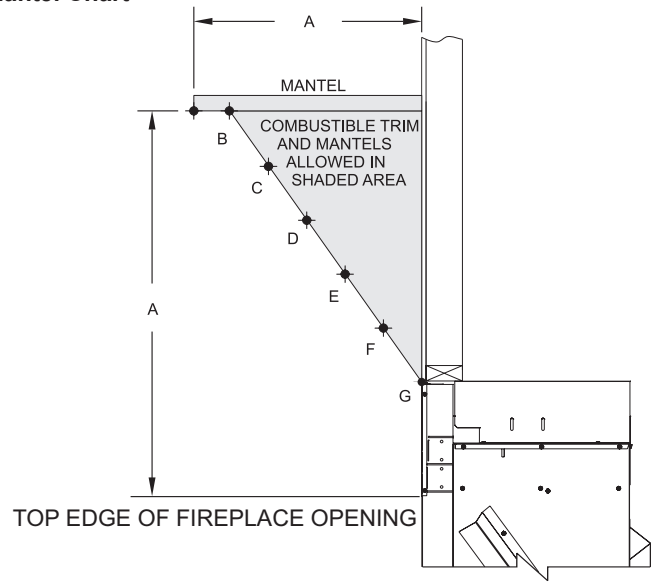 A
MANTEL
B
COMBUSTIBLE TRIM
AND MANTELS
ALLOWED IN
SHADED AREA
C
D
E
A
F
G
TOP EDGE OF FIREPLACE OPENING